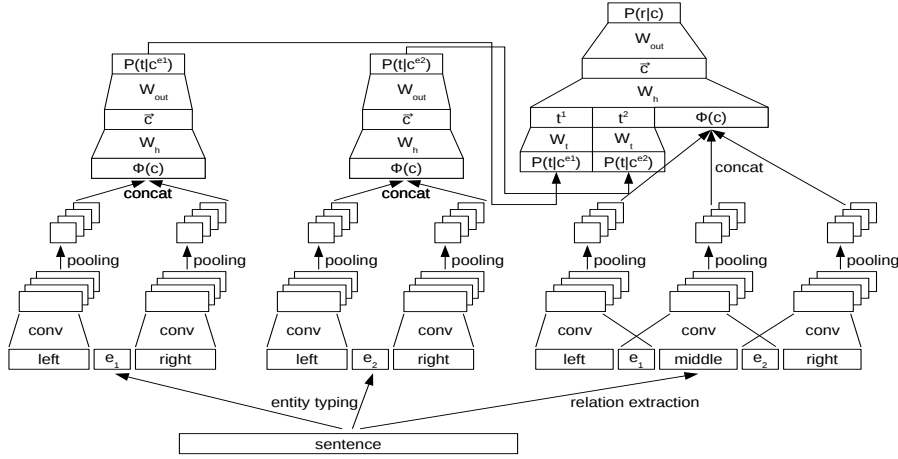 P(r|c)
W_out
c⃗
W_h
t¹ t² Φ(c)
W_t W_t
P(t|c^e1) P(t|c^e2)
concat
P(t|c^e1)
W_out
c⃗
W_h
Φ(c)
concat
P(t|c^e2)
W_out
c⃗
W_h
Φ(c)
concat
pooling pooling pooling pooling pooling pooling pooling
conv conv conv conv conv conv conv
left e₁ right left e₂ right left e₁ middle e₂ right
entity typing relation extraction
sentence